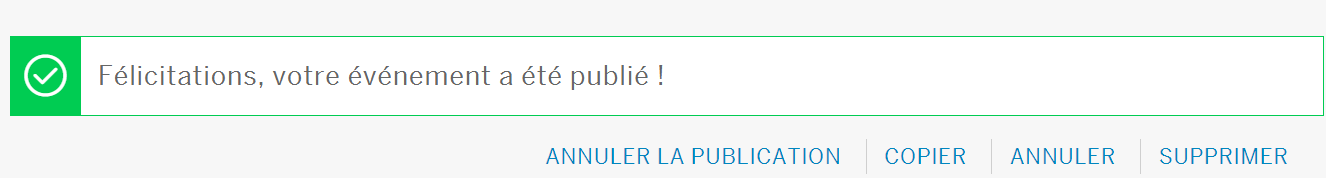 Félicitations, votre événement a été publié !
ANNULER LA PUBLICATION COPIER ANNULER SUPPRIMER